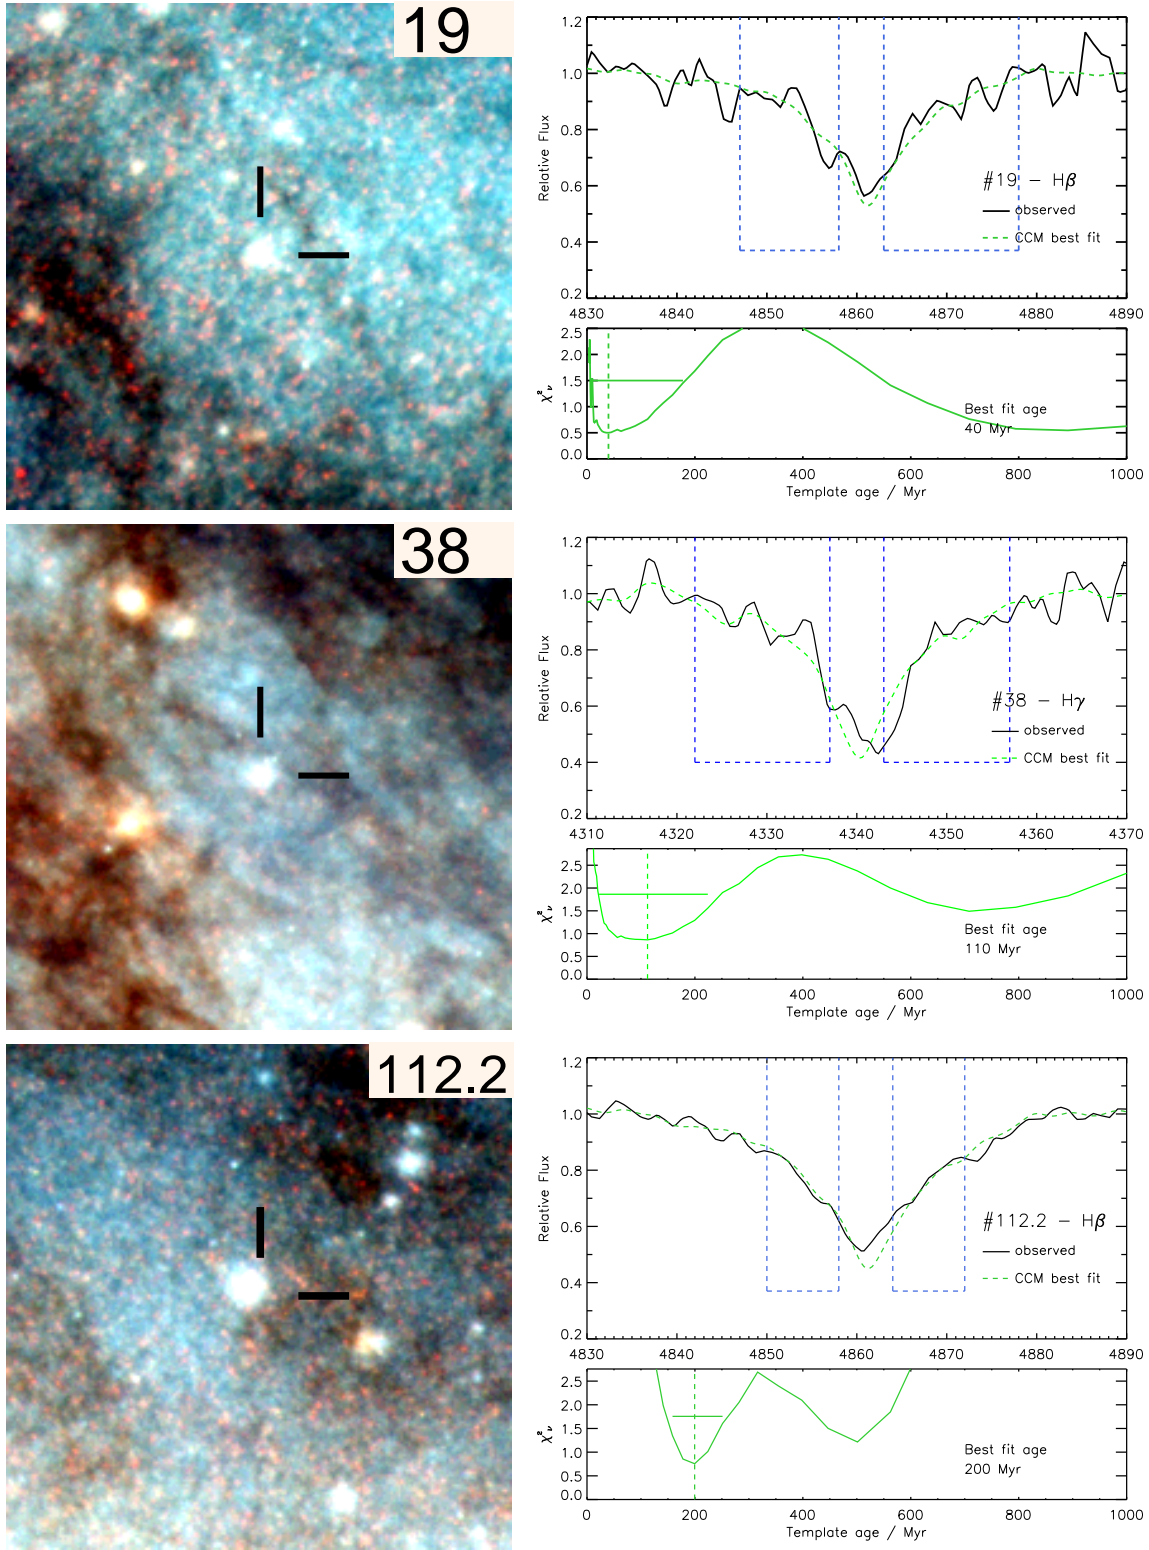 19
1.2
1.0
0.8
0.6
0.4
0.2
Relative Flux
#19 - Hβ
observed
CCM best fit
4830 4840 4850 4860 4870 4880 4890
2.5
2.0
1.5
1.0
0.5
0.0
χ²ᵥ
Best fit age
40 Myr
0 200 400 600 800 1000
Template age / Myr
38
1.2
1.0
0.8
0.6
0.4
0.2
Relative Flux
#38 - Hγ
observed
CCM best fit
4310 4320 4330 4340 4350 4360 4370
2.5
2.0
1.5
1.0
0.5
0.0
χ²ᵥ
Best fit age
110 Myr
0 200 400 600 800 1000
Template age / Myr
112.2
1.2
1.0
0.8
0.6
0.4
0.2
Relative Flux
#112.2 - Hβ
observed
CCM best fit
4830 4840 4850 4860 4870 4880 4890
2.5
2.0
1.5
1.0
0.5
0.0
χ²ᵥ
Best fit age
200 Myr
0 200 400 600 800 1000
Template age / Myr